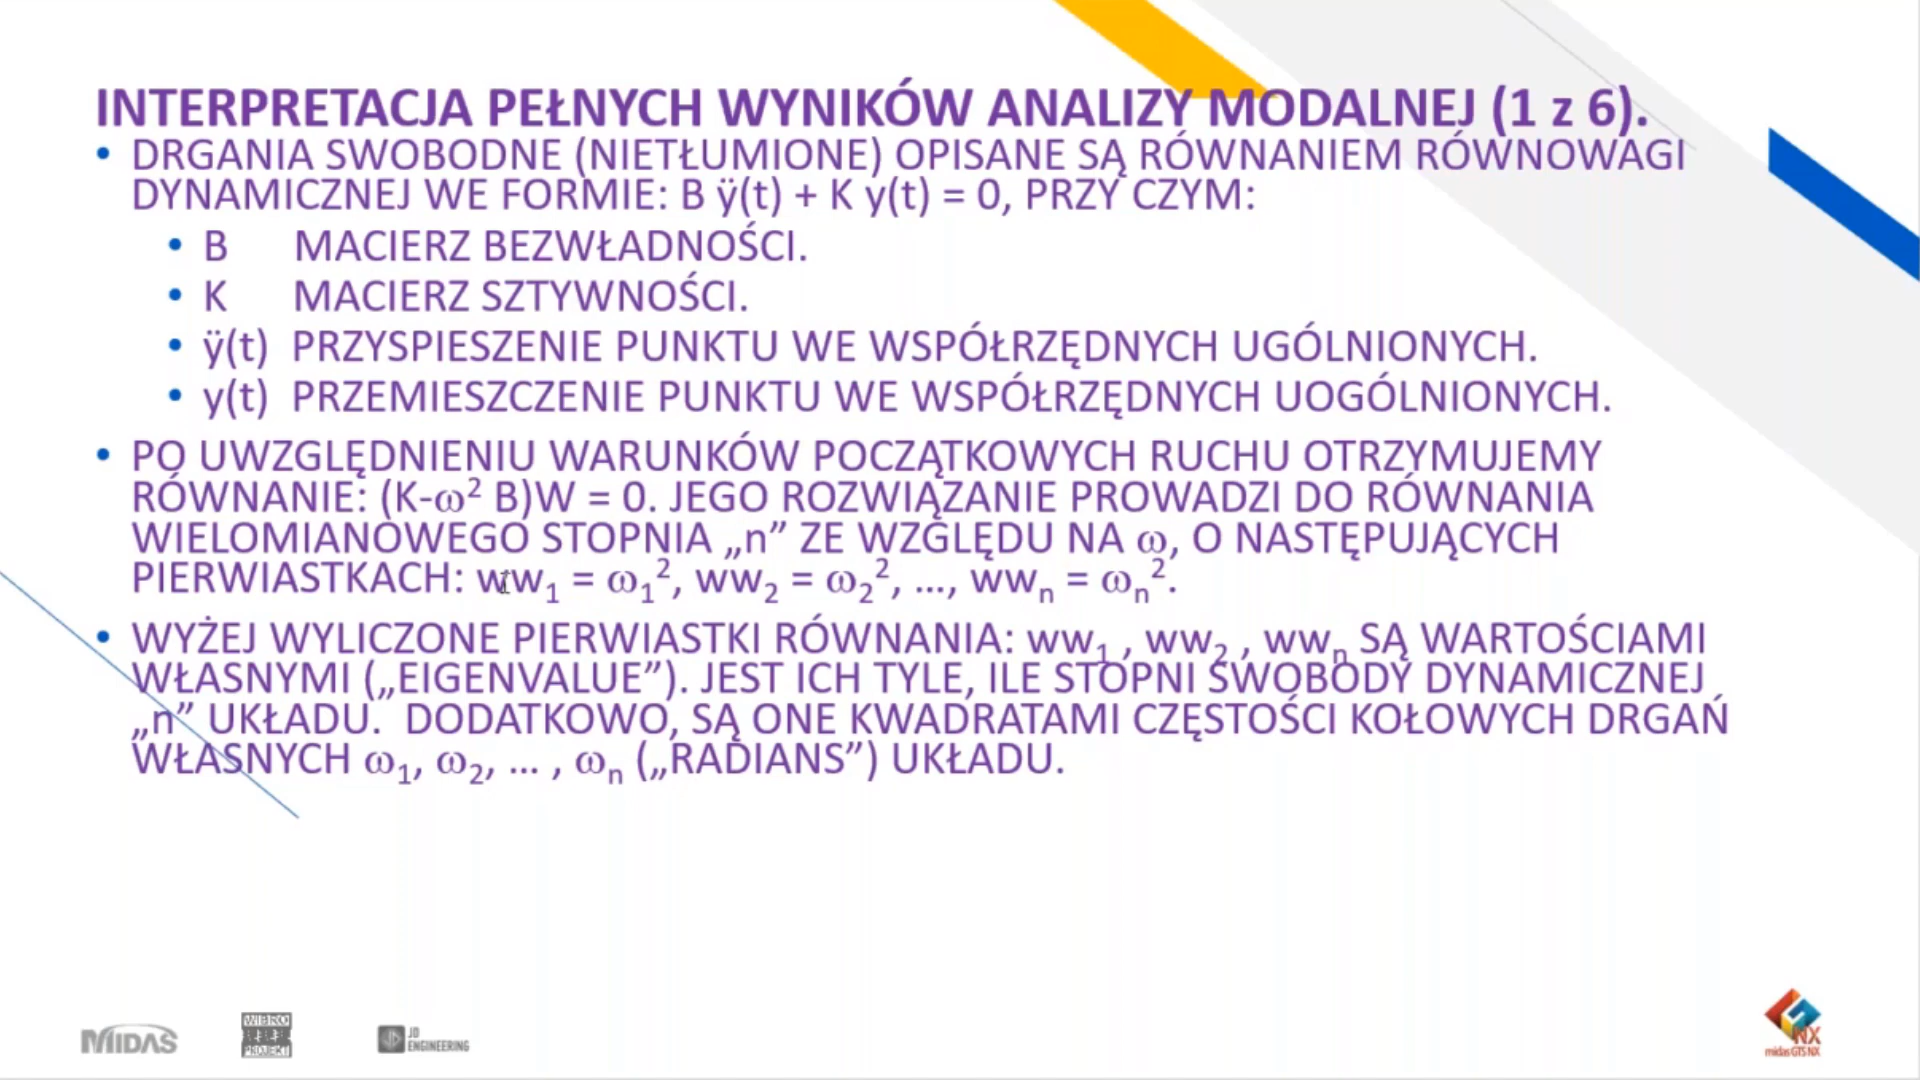 INTERPRETACJA PEŁNYCH WYNIKÓW ANALIZY MODALNEJ (1 z 6).
• DRGANIA SWOBODNE (NIETŁUMIONE) OPISANE SĄ RÓWNANIEM RÓWNOWAGI
DYNAMICZNEJ WE FORMIE: B ÿ(t) + K y(t) = 0, PRZY CZYM:
• B MACIERZ BEZWŁADNOŚCI.
• K MACIERZ SZTYWNOŚCI.
• ÿ(t) PRZYSPIESZENIE PUNKTU WE WSPÓŁRZĘDNYCH UGÓLNIONYCH.
• y(t) PRZEMIESZCZENIE PUNKTU WE WSPÓŁRZĘDNYCH UOGÓLNIONYCH.
• PO UWZGLĘDNIENIU WARUNKÓW POCZĄTKOWYCH RUCHU OTRZYMUJEMY
RÓWNANIE: (K-ω² B)W = 0. JEGO ROZWIĄZANIE PROWADZI DO RÓWNANIA
WIELOMIANOWEGO STOPNIA „n” ZE WZGLĘDU NA ω, O NASTĘPUJĄCYCH
PIERWIASTKACH: ww₁ = ω₁², ww₂ = ω₂², ..., wwₙ = ωₙ².
• WYŻEJ WYLICZONE PIERWIASTKI RÓWNANIA: ww₁ , ww₂ , wwₙ SĄ WARTOŚCIAMI
WŁASNYMI („EIGENVALUE”). JEST ICH TYLE, ILE STOPNI SWOBODY DYNAMICZNEJ
„n” UKŁADU. DODATKOWO, SĄ ONE KWADRATAMI CZĘSTOŚCI KOŁOWYCH DRGAŃ
WŁASNYCH ω₁, ω₂, ... , ωₙ („RADIANS”) UKŁADU.
MIDAS
WIBRO
PROJEKT
JD
ENGINEERING
NX
midas GTS NX